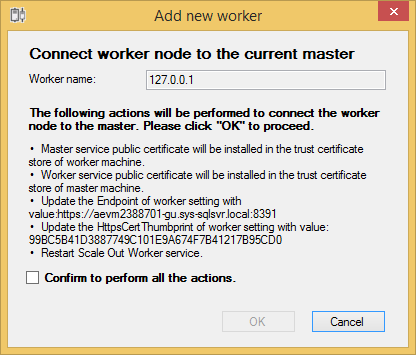 Add new worker
Connect worker node to the current master
Worker name: 127.0.0.1
The following actions will be performed to connect the worker
node to the master. Please click "OK" to proceed.
• Master service public certificate will be installed in the trust certificate
store of worker machine.
• Worker service public certificate will be installed in the trust certificate
store of master machine.
• Update the Endpoint of worker setting with
value:https://aevm2388701-gu.sys-sqlsvr.local:8391
• Update the HttpsCertThumbprint of worker setting with value:
99BC5B41D3887749C101E9A674F7B41217B95CD0
• Restart Scale Out Worker service.
Confirm to perform all the actions.
OK Cancel